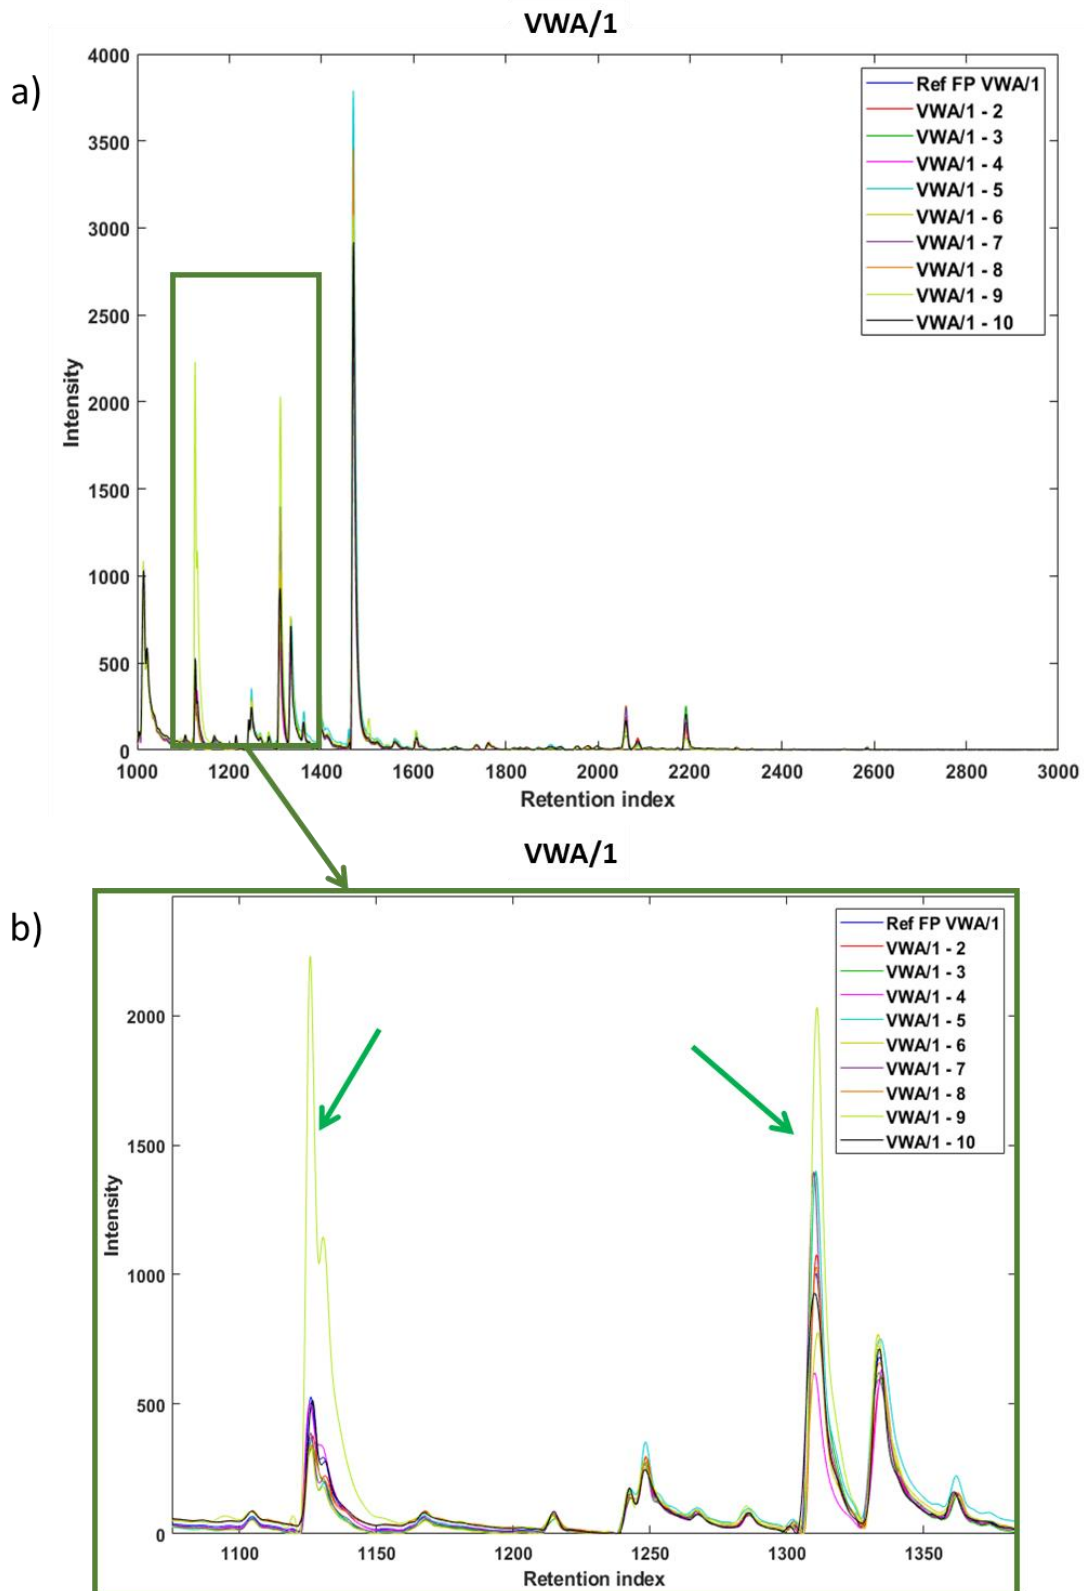 VWA/1
a)
4000
3500
3000
2500
2000
1500
1000
500
0
Intensity
Ref FP VWA/1
VWA/1 - 2
VWA/1 - 3
VWA/1 - 4
VWA/1 - 5
VWA/1 - 6
VWA/1 - 7
VWA/1 - 8
VWA/1 - 9
VWA/1 - 10
1000 1200 1400 1600 1800 2000 2200 2400 2600 2800 3000
Retention index
VWA/1
b)
2000
1500
1000
500
0
Intensity
Ref FP VWA/1
VWA/1 - 2
VWA/1 - 3
VWA/1 - 4
VWA/1 - 5
VWA/1 - 6
VWA/1 - 7
VWA/1 - 8
VWA/1 - 9
VWA/1 - 10
1100 1150 1200 1250 1300 1350
Retention index